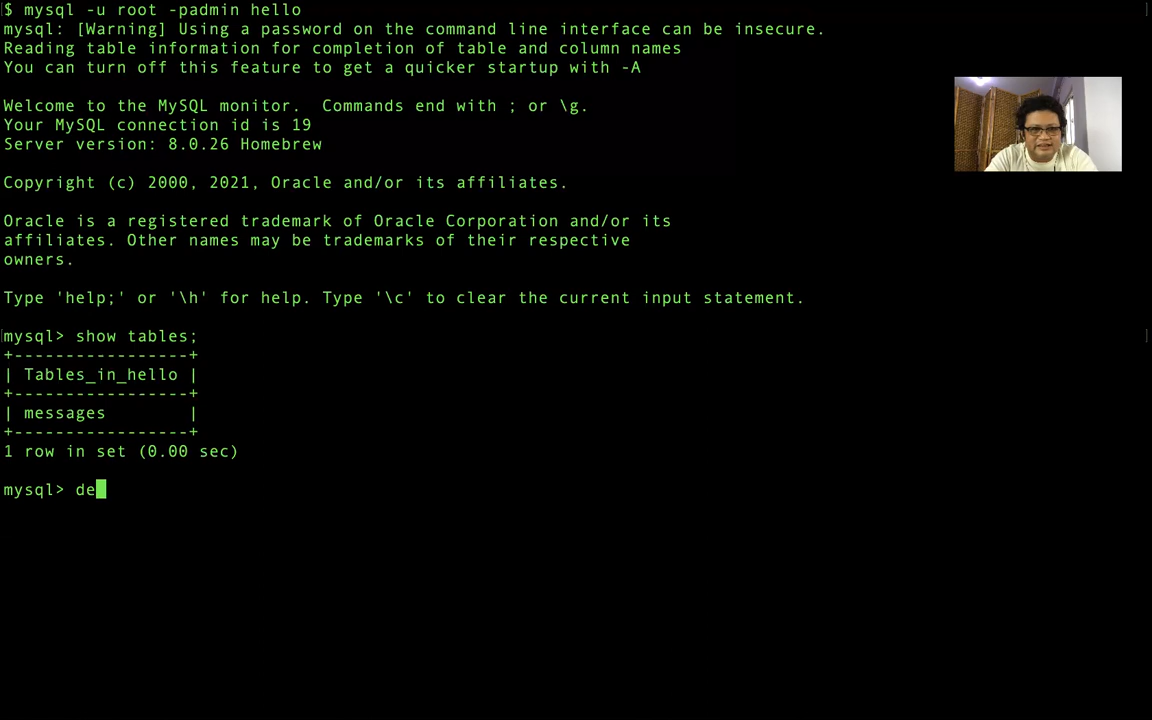 $ mysql -u root -padmin hello
mysql: [Warning] Using a password on the command line interface can be insecure.
Reading table information for completion of table and column names
You can turn off this feature to get a quicker startup with -A
Welcome to the MySQL monitor.  Commands end with ; or \g.
Your MySQL connection id is 19
Server version: 8.0.26 Homebrew
Copyright (c) 2000, 2021, Oracle and/or its affiliates.
Oracle is a registered trademark of Oracle Corporation and/or its
affiliates. Other names may be trademarks of their respective
owners.
Type 'help;' or '\h' for help. Type '\c' to clear the current input statement.
mysql> show tables;
+-----------------+
| Tables_in_hello |
+-----------------+
| messages        |
+-----------------+
1 row in set (0.00 sec)
mysql> de